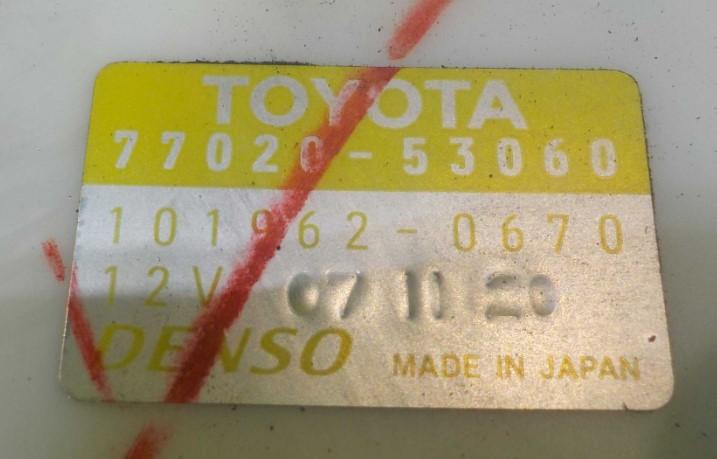 TOYOTA
77020-53060
101962-0670
12V 07 11 20
DENSO MADE IN JAPAN